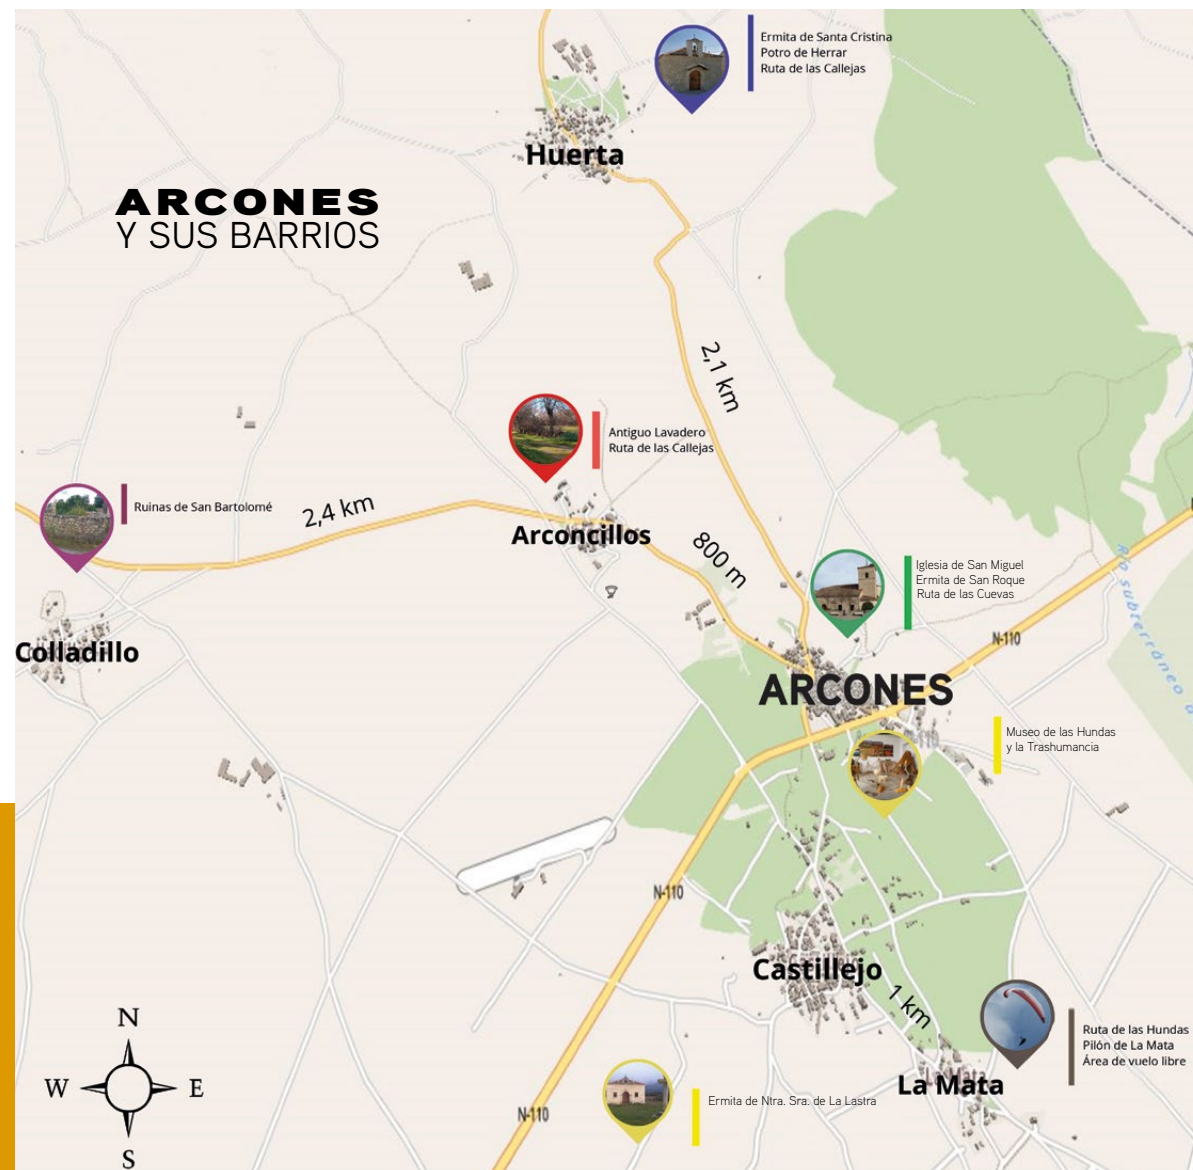 Ermita de Santa Cristina
Potro de Herrar
Ruta de las Callejas
Huerta
ARCONES
Y SUS BARRIOS
2,1 km
Antiguo Lavadero
Ruta de las Callejas
Ruinas de San Bartolomé
2,4 km
Arconcillos
800 m
Iglesia de San Miguel
Ermita de San Roque
Ruta de las Cuevas
Río subterráneo
N-110
Colladillo
ARCONES
Museo de las Hundas
y la Trashumancia
N-110
Castillejo
1 km
Ruta de las Hundas
Pilón de La Mata
Área de vuelo libre
La Mata
La Mata
Ermita de Ntra. Sra. de La Lastra
N-110
N
W
E
S